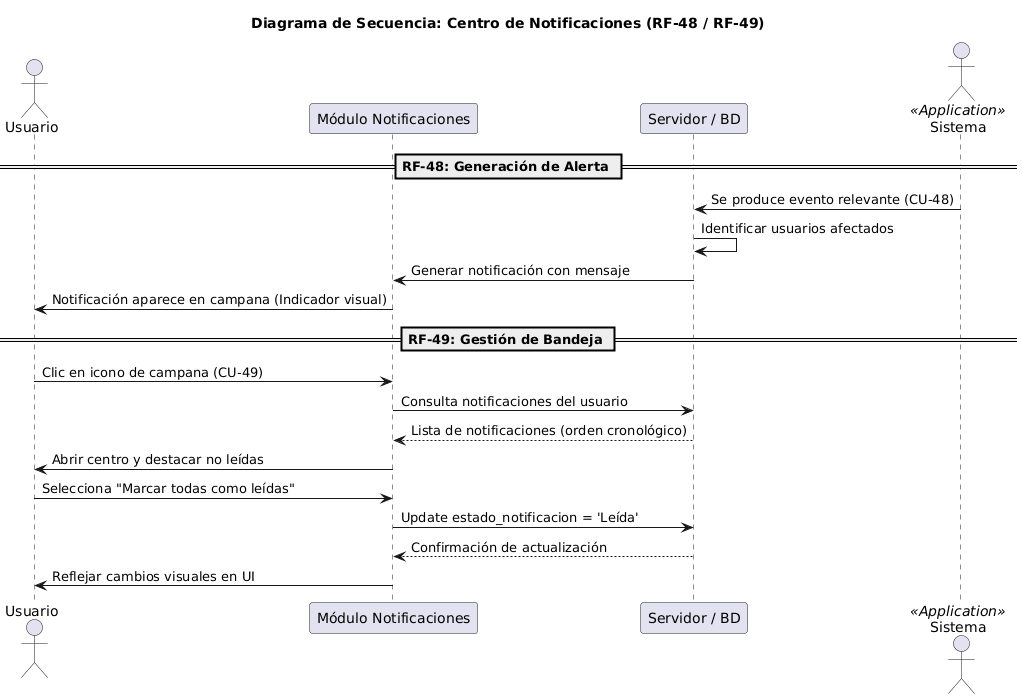 Diagrama de Secuencia: Centro de Notificaciones (RF-48 / RF-49)
«Application»
Usuario
Módulo Notificaciones
Servidor / BD
Sistema
RF-48: Generación de Alerta
Se produce evento relevante (CU-48)
Identificar usuarios afectados
Generar notificación con mensaje
Notificación aparece en campana (Indicador visual)
RF-49: Gestión de Bandeja
Clic en icono de campana (CU-49)
Consulta notificaciones del usuario
Lista de notificaciones (orden cronológico)
Abrir centro y destacar no leídas
Selecciona "Marcar todas como leídas"
Update estado_notificacion = 'Leída'
Confirmación de actualización
Reflejar cambios visuales en UI
Usuario
Módulo Notificaciones
Servidor / BD
«Application»
Sistema